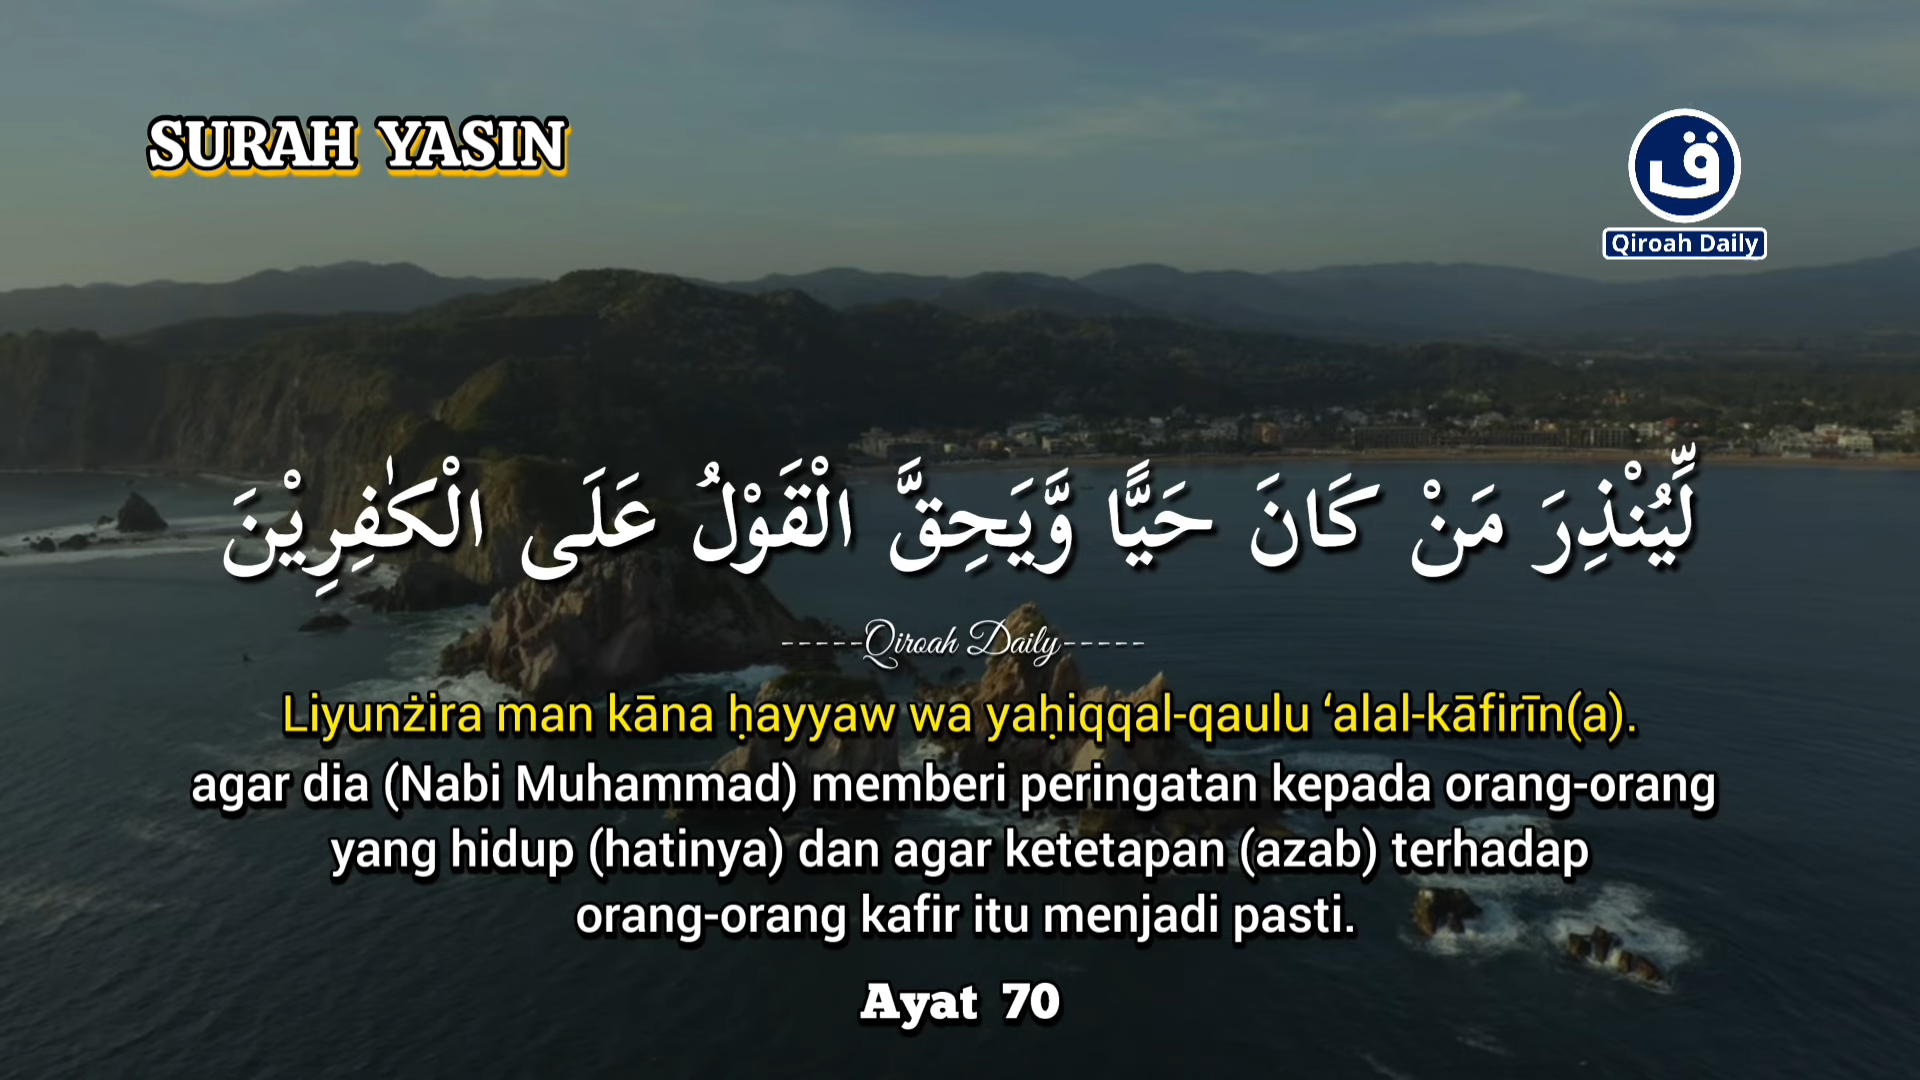 SURAH YASIN
ق
Qiroah Daily
لِّيُنْذِرَ مَنْ كَانَ حَيًّا وَّيَحِقَّ الْقَوْلُ عَلَى الْكٰفِرِيْنَ
-----Qiroah Daily-----
Liyunżira man kāna ḥayyaw wa yaḥiqqal-qaulu ‘alal-kāfirīn(a).
agar dia (Nabi Muhammad) memberi peringatan kepada orang-orang
yang hidup (hatinya) dan agar ketetapan (azab) terhadap
orang-orang kafir itu menjadi pasti.
Ayat 70